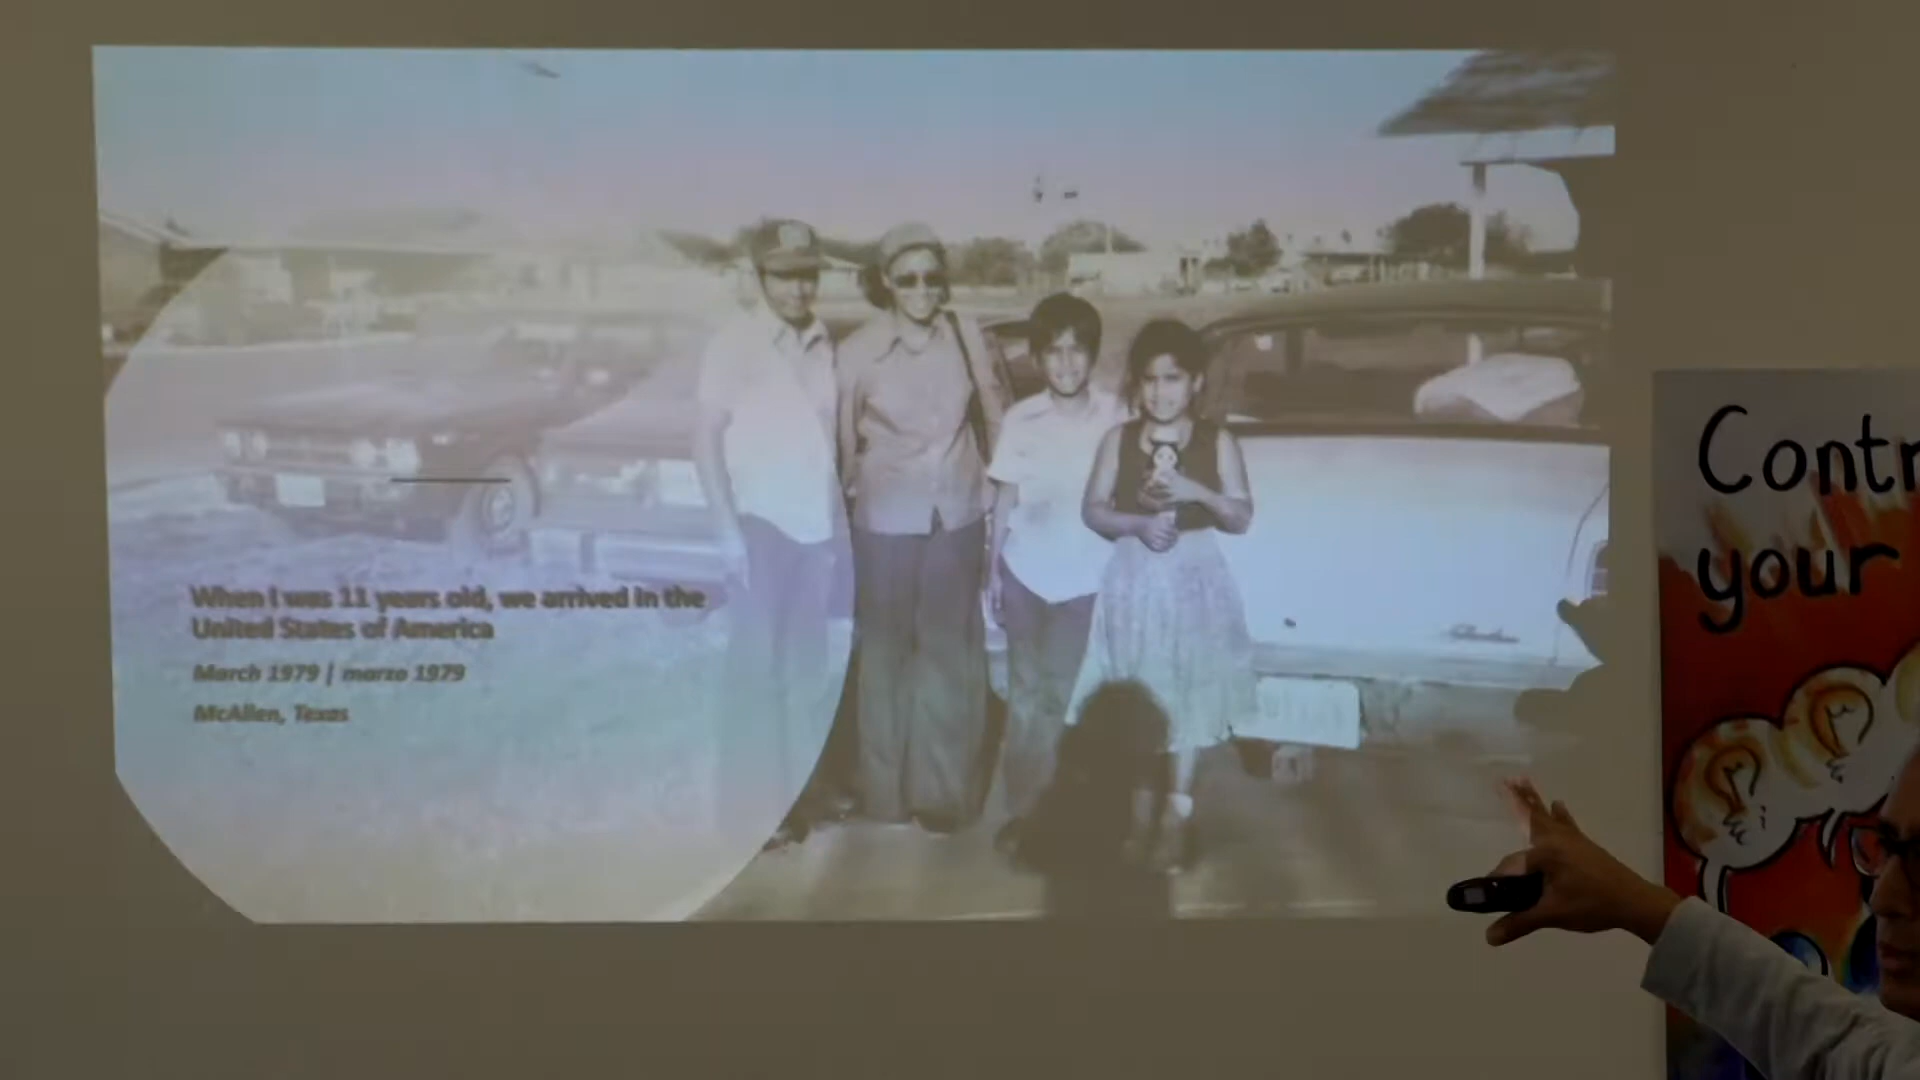 When I was 11 years old, we arrived in the
United States of America
March 1979 | marzo 1979
McAllen, Texas
your